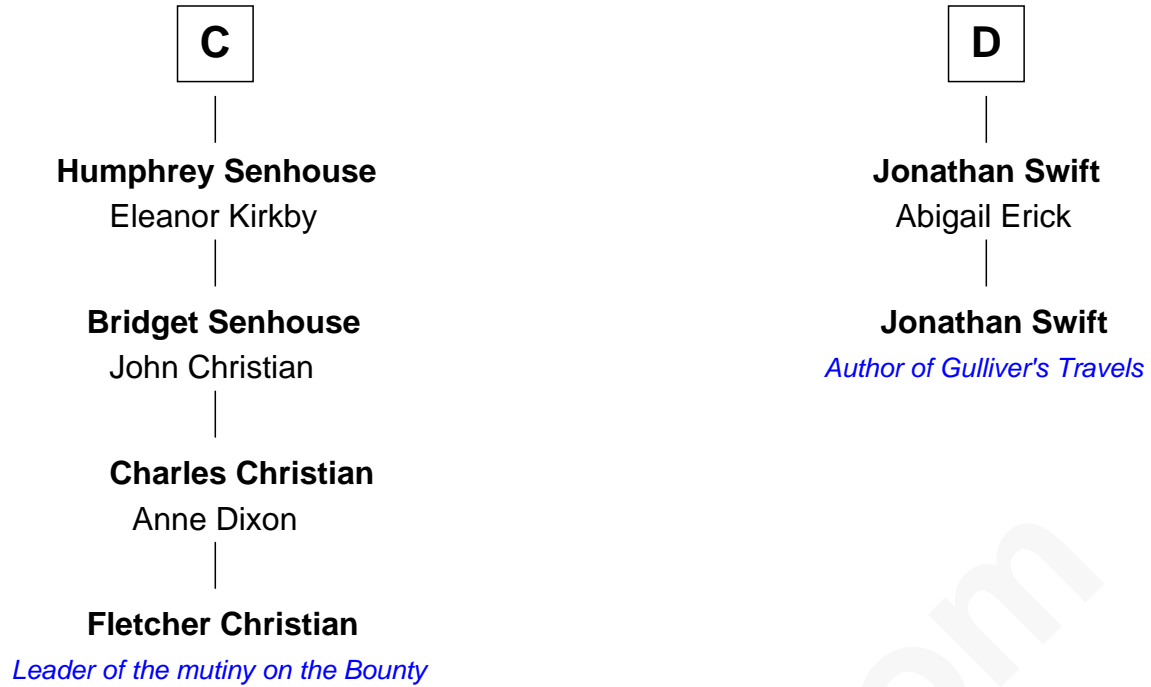 C
Humphrey Senhouse
Eleanor Kirkby
Bridget Senhouse
John Christian
Charles Christian
Anne Dixon
Fletcher Christian
Leader of the mutiny on the Bounty
D
Jonathan Swift
Abigail Erick
Jonathan Swift
Author of Gulliver's Travels
om